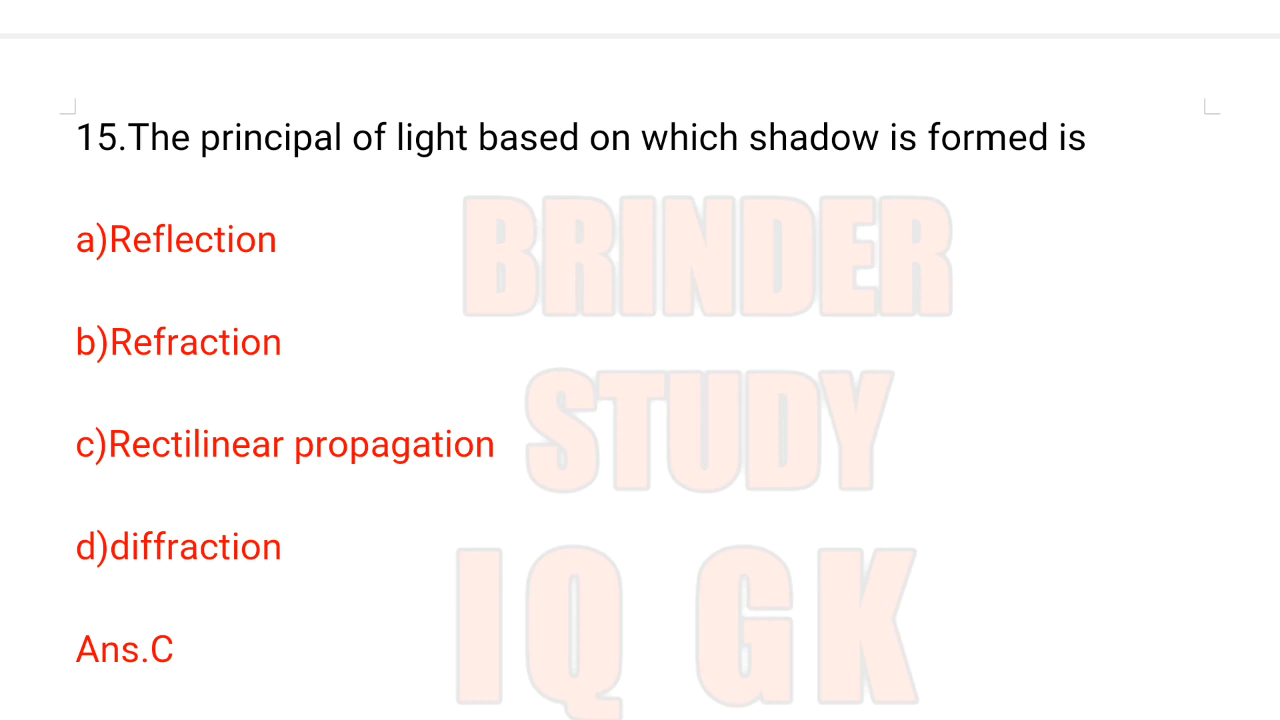 15.The principal of light based on which shadow is formed is
a)Reflection
b)Refraction
c)Rectilinear propagation
d)diffraction
Ans.C
BRINDER
STUDY
IQ GK